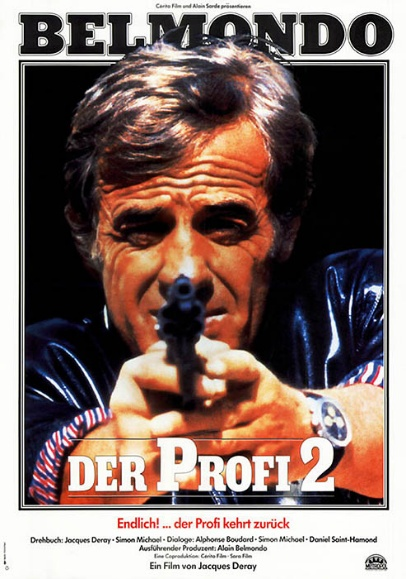 Cerito Film und Alain Sarde präsentieren
BELMONDO
DER PROFI 2
Endlich! ... der Profi kehrt zurück
Drehbuch: Jacques Deray - Simon Michael - Dialoge: Alphonse Boudard - Simon Michael - Daniel Saint-Hamond
Ausführender Produzent: Alain Belmondo
Eine Coproduktion: Cerito Film - Sara Film
Ein Film von Jacques Deray